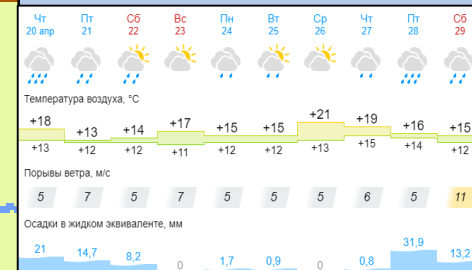 Чт Пт Сб Вс Пн Вт Ср Чт Пт Сб
20 апр 21 22 23 24 25 26 27 28 29
Температура воздуха, °C
+18 +13 +14 +17 +15 +15 +21 +19 +16 +15
+13 +12 +12 +11 +12 +12 +13 +15 +14 +12
Порывы ветра, м/с
5 7 5 7 5 5 5 6 5 11
Осадки в жидком эквиваленте, мм
21 14,7 8,2 0 1,7 0,9 0 0,8 31,9 13,2